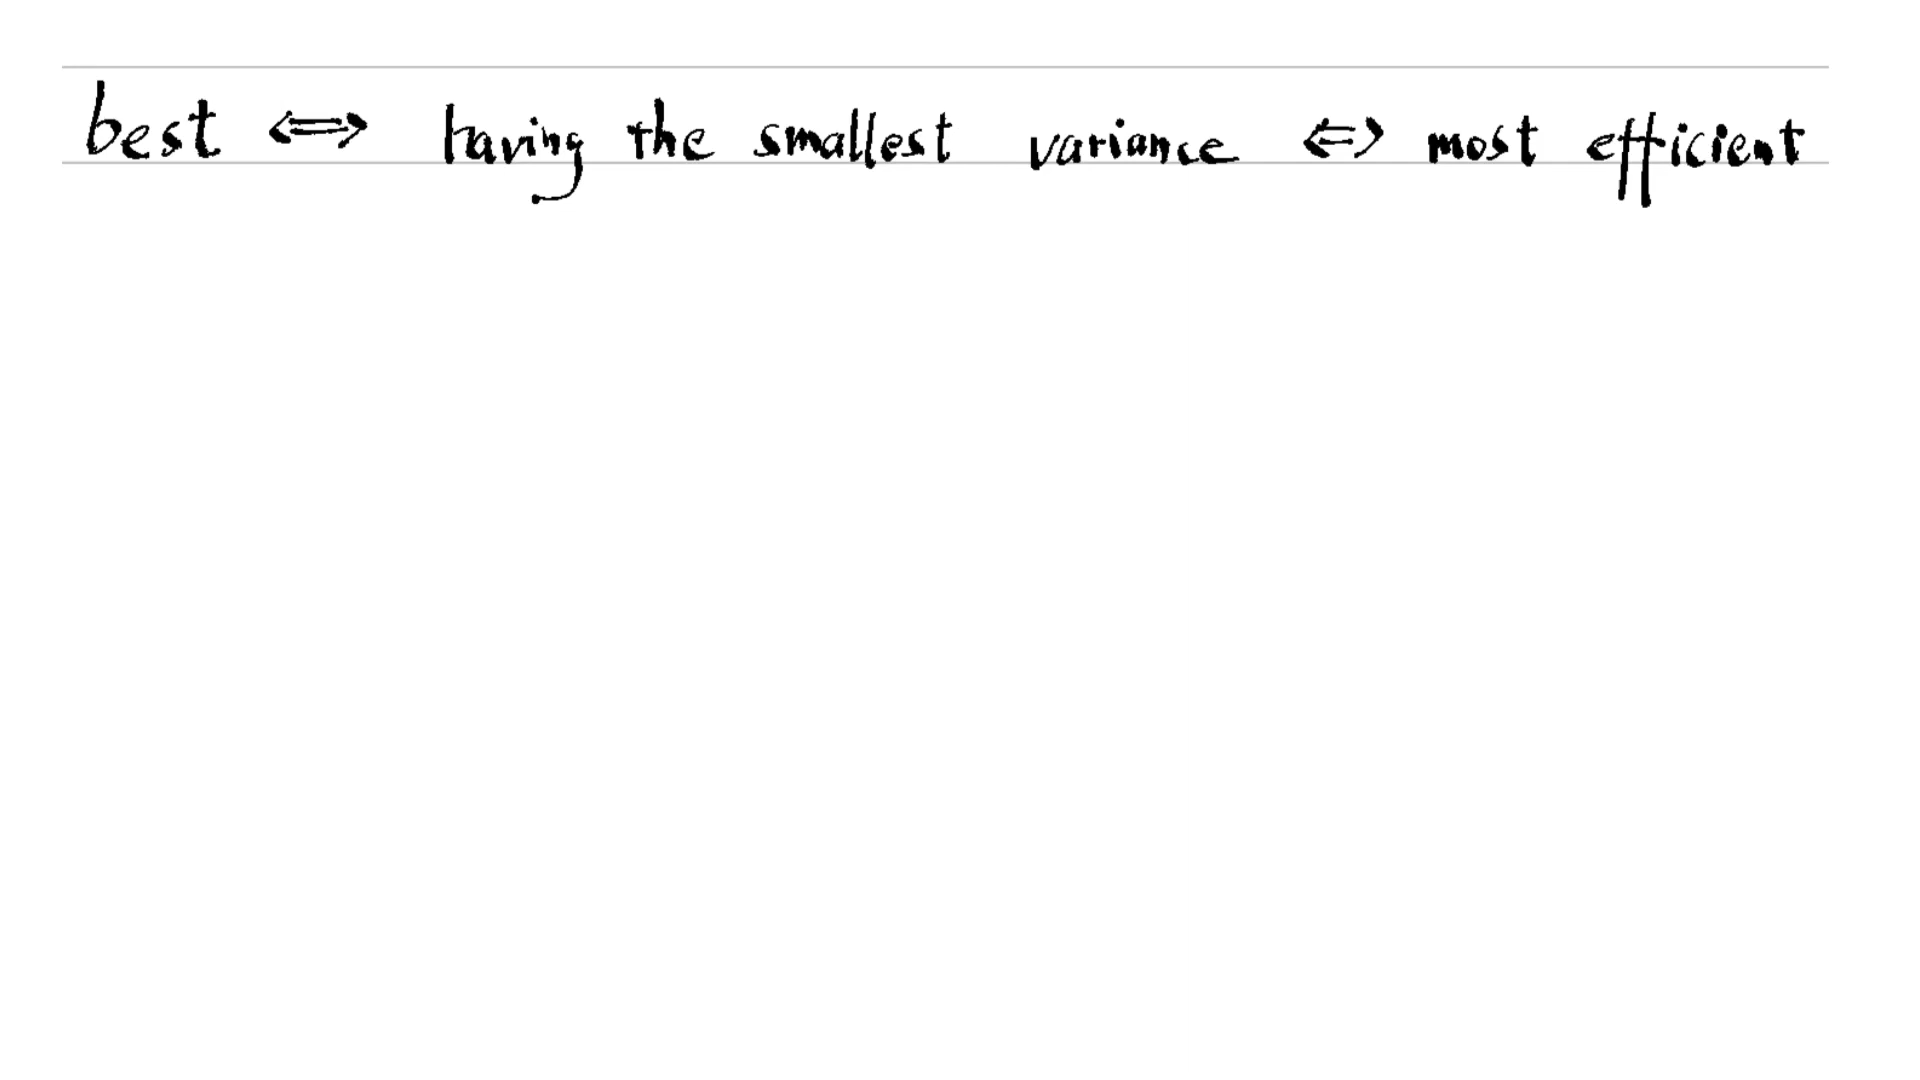 best ⟺ having the smallest variance ⟺ most efficient